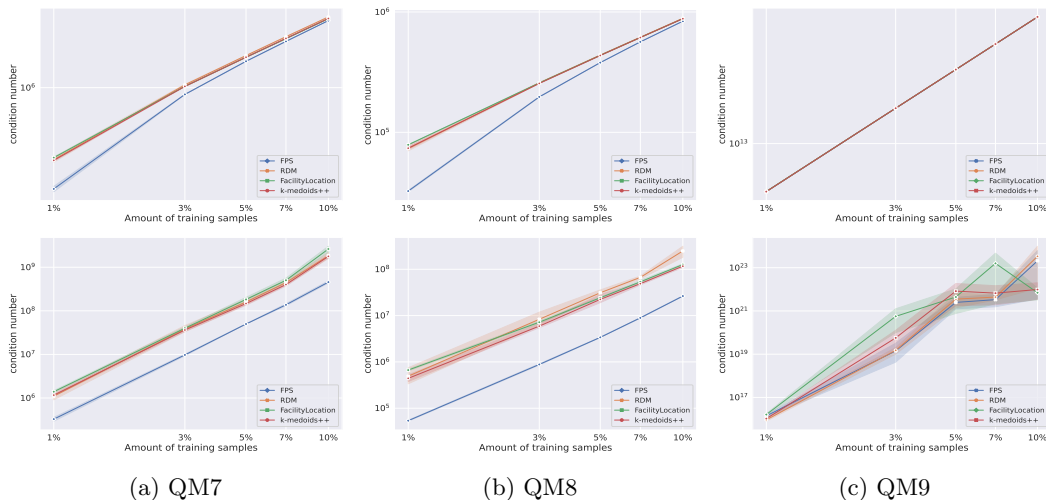 condition number
10^6
FPS
RDM
FacilityLocation
k-medoids++
1% 3% 5% 7% 10%
Amount of training samples
condition number
10^6
10^5
FPS
RDM
FacilityLocation
k-medoids++
1% 3% 5% 7% 10%
Amount of training samples
condition number
10^13
FPS
RDM
FacilityLocation
k-medoids++
1% 3% 5% 7% 10%
Amount of training samples
condition number
10^9
10^8
10^7
10^6
FPS
RDM
FacilityLocation
k-medoids++
1% 3% 5% 7% 10%
Amount of training samples
condition number
10^8
10^7
10^6
10^5
FPS
RDM
FacilityLocation
k-medoids++
1% 3% 5% 7% 10%
Amount of training samples
condition number
10^23
10^21
10^19
10^17
FPS
RDM
FacilityLocation
k-medoids++
1% 3% 5% 7% 10%
Amount of training samples
(a) QM7
(b) QM8
(c) QM9